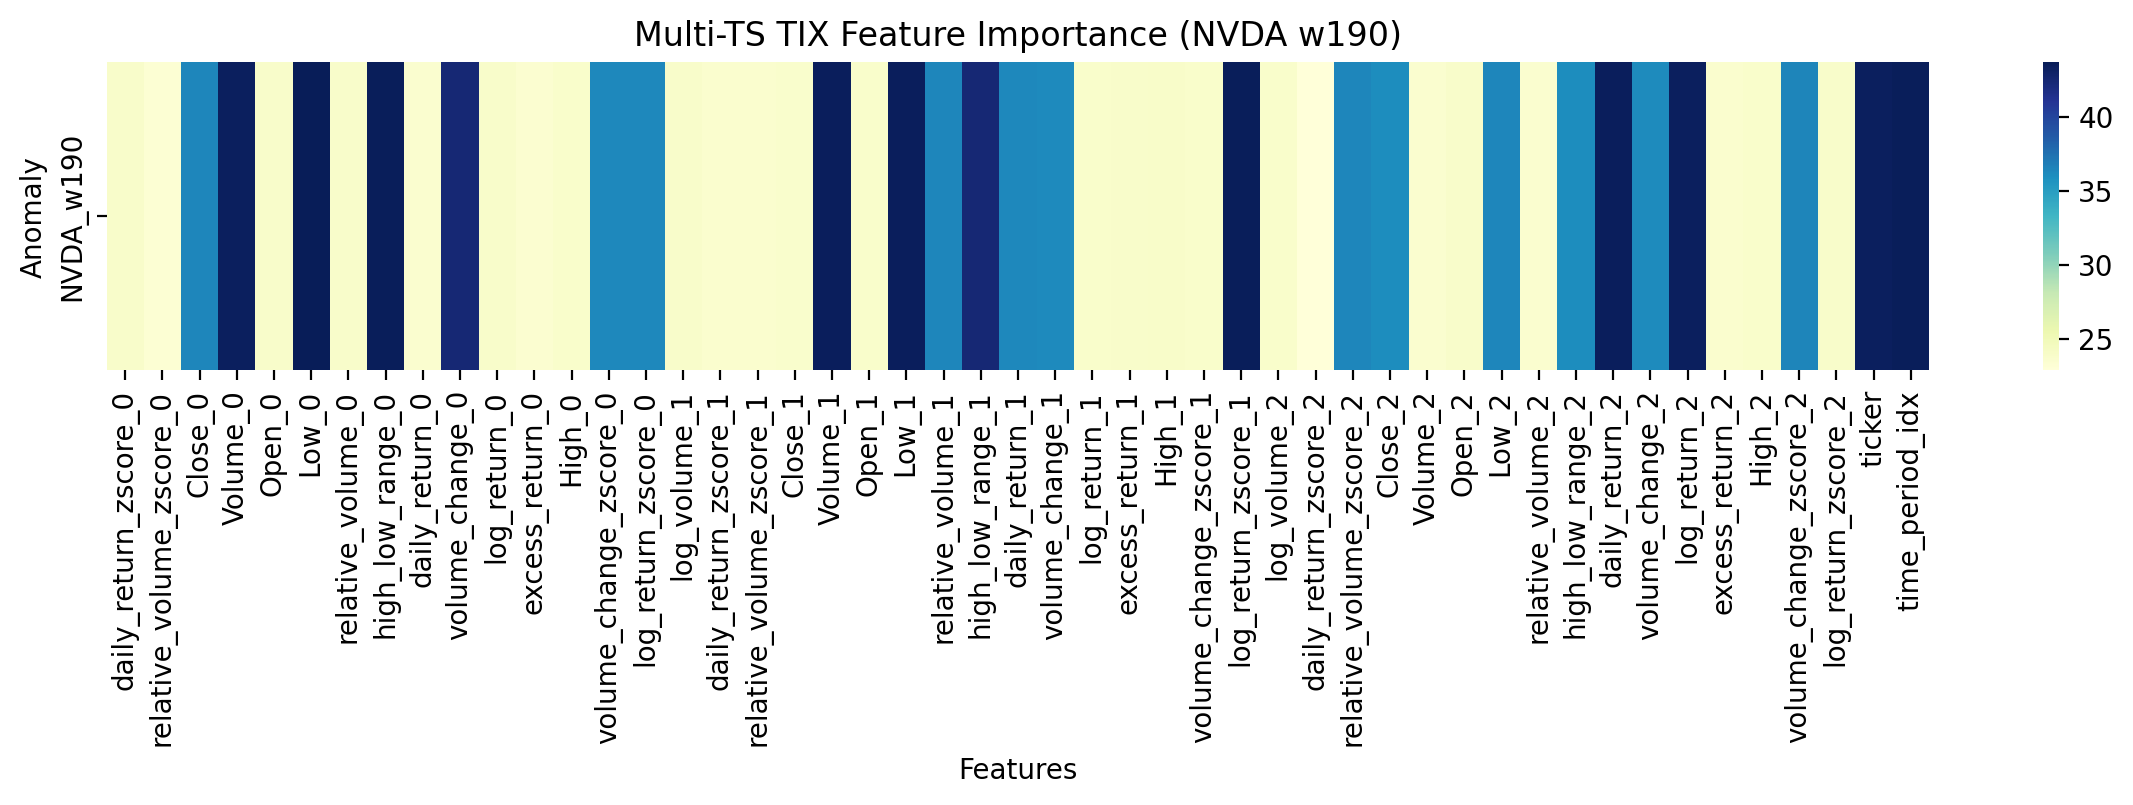 Multi-TS TIX Feature Importance (NVDA w190)
Anomaly
NVDA_w190
40
35
30
25
daily_return_zscore_0
relative_volume_zscore_0
Close_0
Volume_0
Open_0
Low_0
relative_volume_0
high_low_range_0
daily_return_0
volume_change_0
log_return_0
excess_return_0
High_0
volume_change_zscore_0
log_return_zscore_0
log_volume_1
daily_return_zscore_1
relative_volume_zscore_1
Close_1
Volume_1
Open_1
Low_1
relative_volume_1
high_low_range_1
daily_return_1
volume_change_1
log_return_1
excess_return_1
High_1
volume_change_zscore_1
log_return_zscore_1
log_volume_2
daily_return_zscore_2
relative_volume_zscore_2
Close_2
Volume_2
Open_2
Low_2
relative_volume_2
high_low_range_2
daily_return_2
volume_change_2
log_return_2
excess_return_2
High_2
volume_change_zscore_2
log_return_zscore_2
ticker
time_period_idx
Features